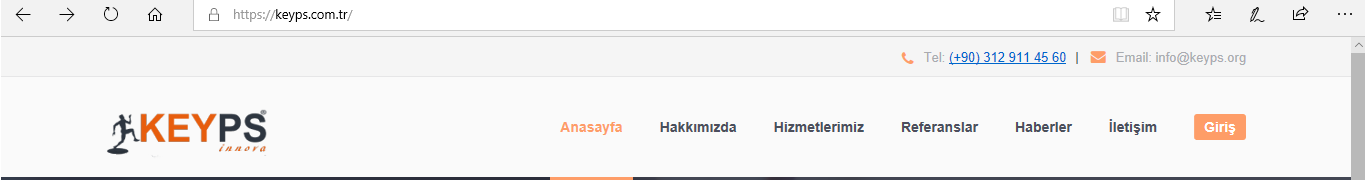 https://keyps.com.tr/
Tel: (+90) 312 911 45 60 | Email: info@keyps.org
KEYPS®
innova
Anasayfa Hakkımızda Hizmetlerimiz Referanslar Haberler İletişim Giriş